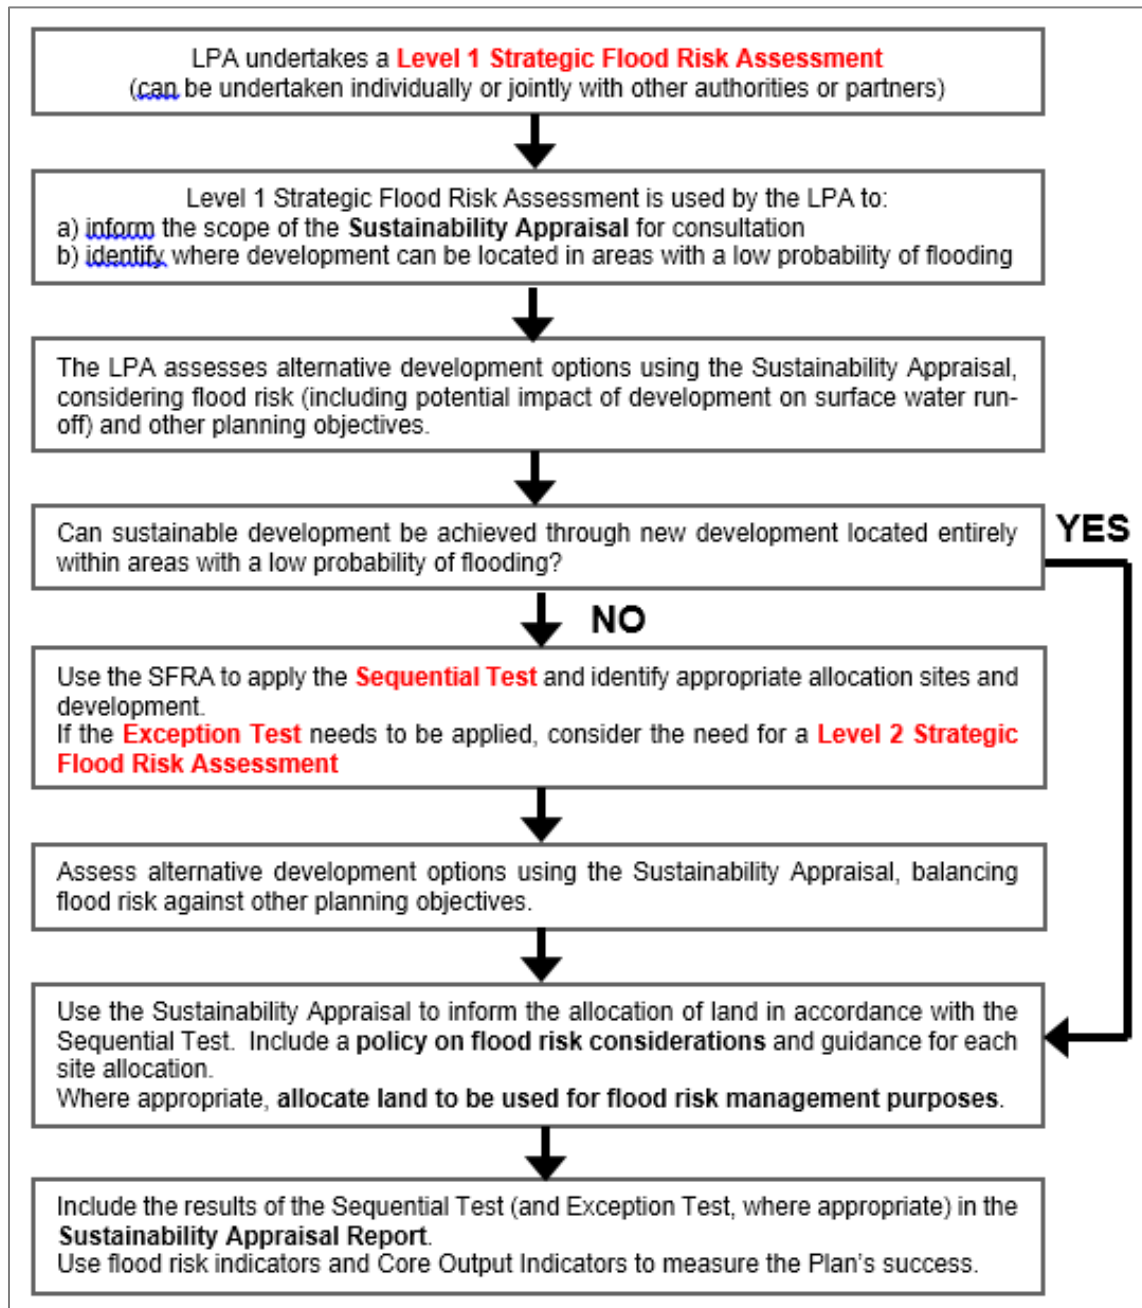 LPA undertakes a Level 1 Strategic Flood Risk Assessment
(can be undertaken individually or jointly with other authorities or partners)
Level 1 Strategic Flood Risk Assessment is used by the LPA to:
a) inform the scope of the Sustainability Appraisal for consultation
b) identify where development can be located in areas with a low probability of flooding
The LPA assesses alternative development options using the Sustainability Appraisal,
considering flood risk (including potential impact of development on surface water run-
off) and other planning objectives.
Can sustainable development be achieved through new development located entirely
within areas with a low probability of flooding?
YES
NO
Use the SFRA to apply the Sequential Test and identify appropriate allocation sites and
development.
If the Exception Test needs to be applied, consider the need for a Level 2 Strategic
Flood Risk Assessment
Assess alternative development options using the Sustainability Appraisal, balancing
flood risk against other planning objectives.
Use the Sustainability Appraisal to inform the allocation of land in accordance with the
Sequential Test. Include a policy on flood risk considerations and guidance for each
site allocation.
Where appropriate, allocate land to be used for flood risk management purposes.
Include the results of the Sequential Test (and Exception Test, where appropriate) in the
Sustainability Appraisal Report.
Use flood risk indicators and Core Output Indicators to measure the Plan's success.